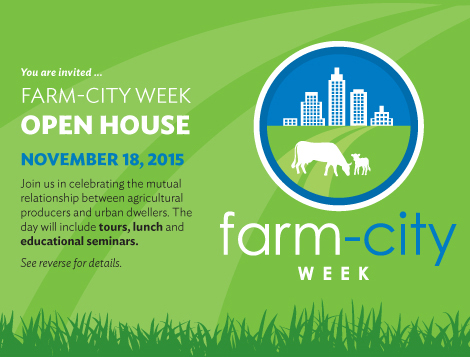 You are invited ...
FARM-CITY WEEK
OPEN HOUSE
NOVEMBER 18, 2015
Join us in celebrating the mutual
relationship between agricultural
producers and urban dwellers. The
day will include tours, lunch and
educational seminars.
See reverse for details.
farm-city
WEEK